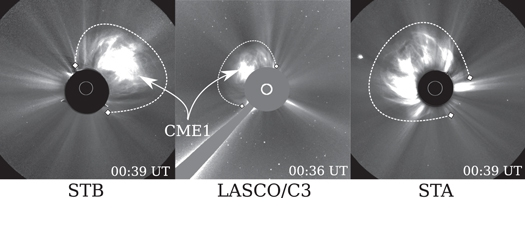 CME1
00:39 UT
00:36 UT
00:39 UT
STB
LASCO/C3
STA